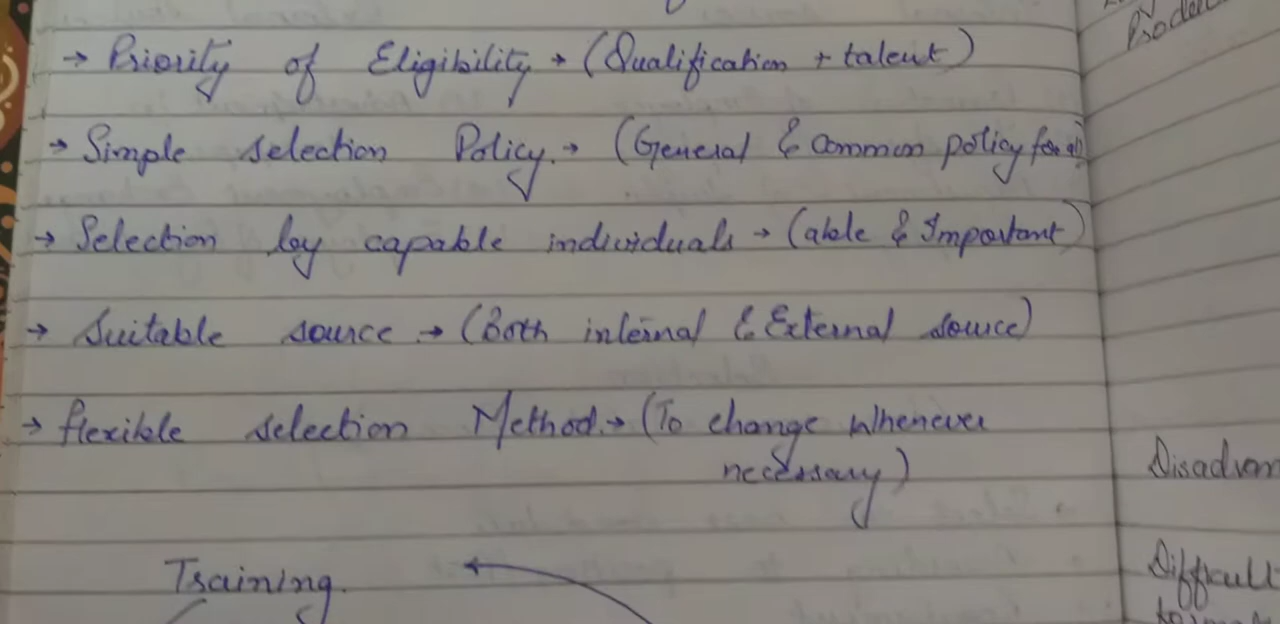 → Priority of Eligibility → (Qualification + talent)
→ Simple selection Policy. → (General & Common policy for all)
→ Selection by capable individuals → (able & Important)
→ Suitable source → (Both internal & External source)
→ flexible selection Method. → (To change whenever
necessary)
Training.
Disadvan
Difficult